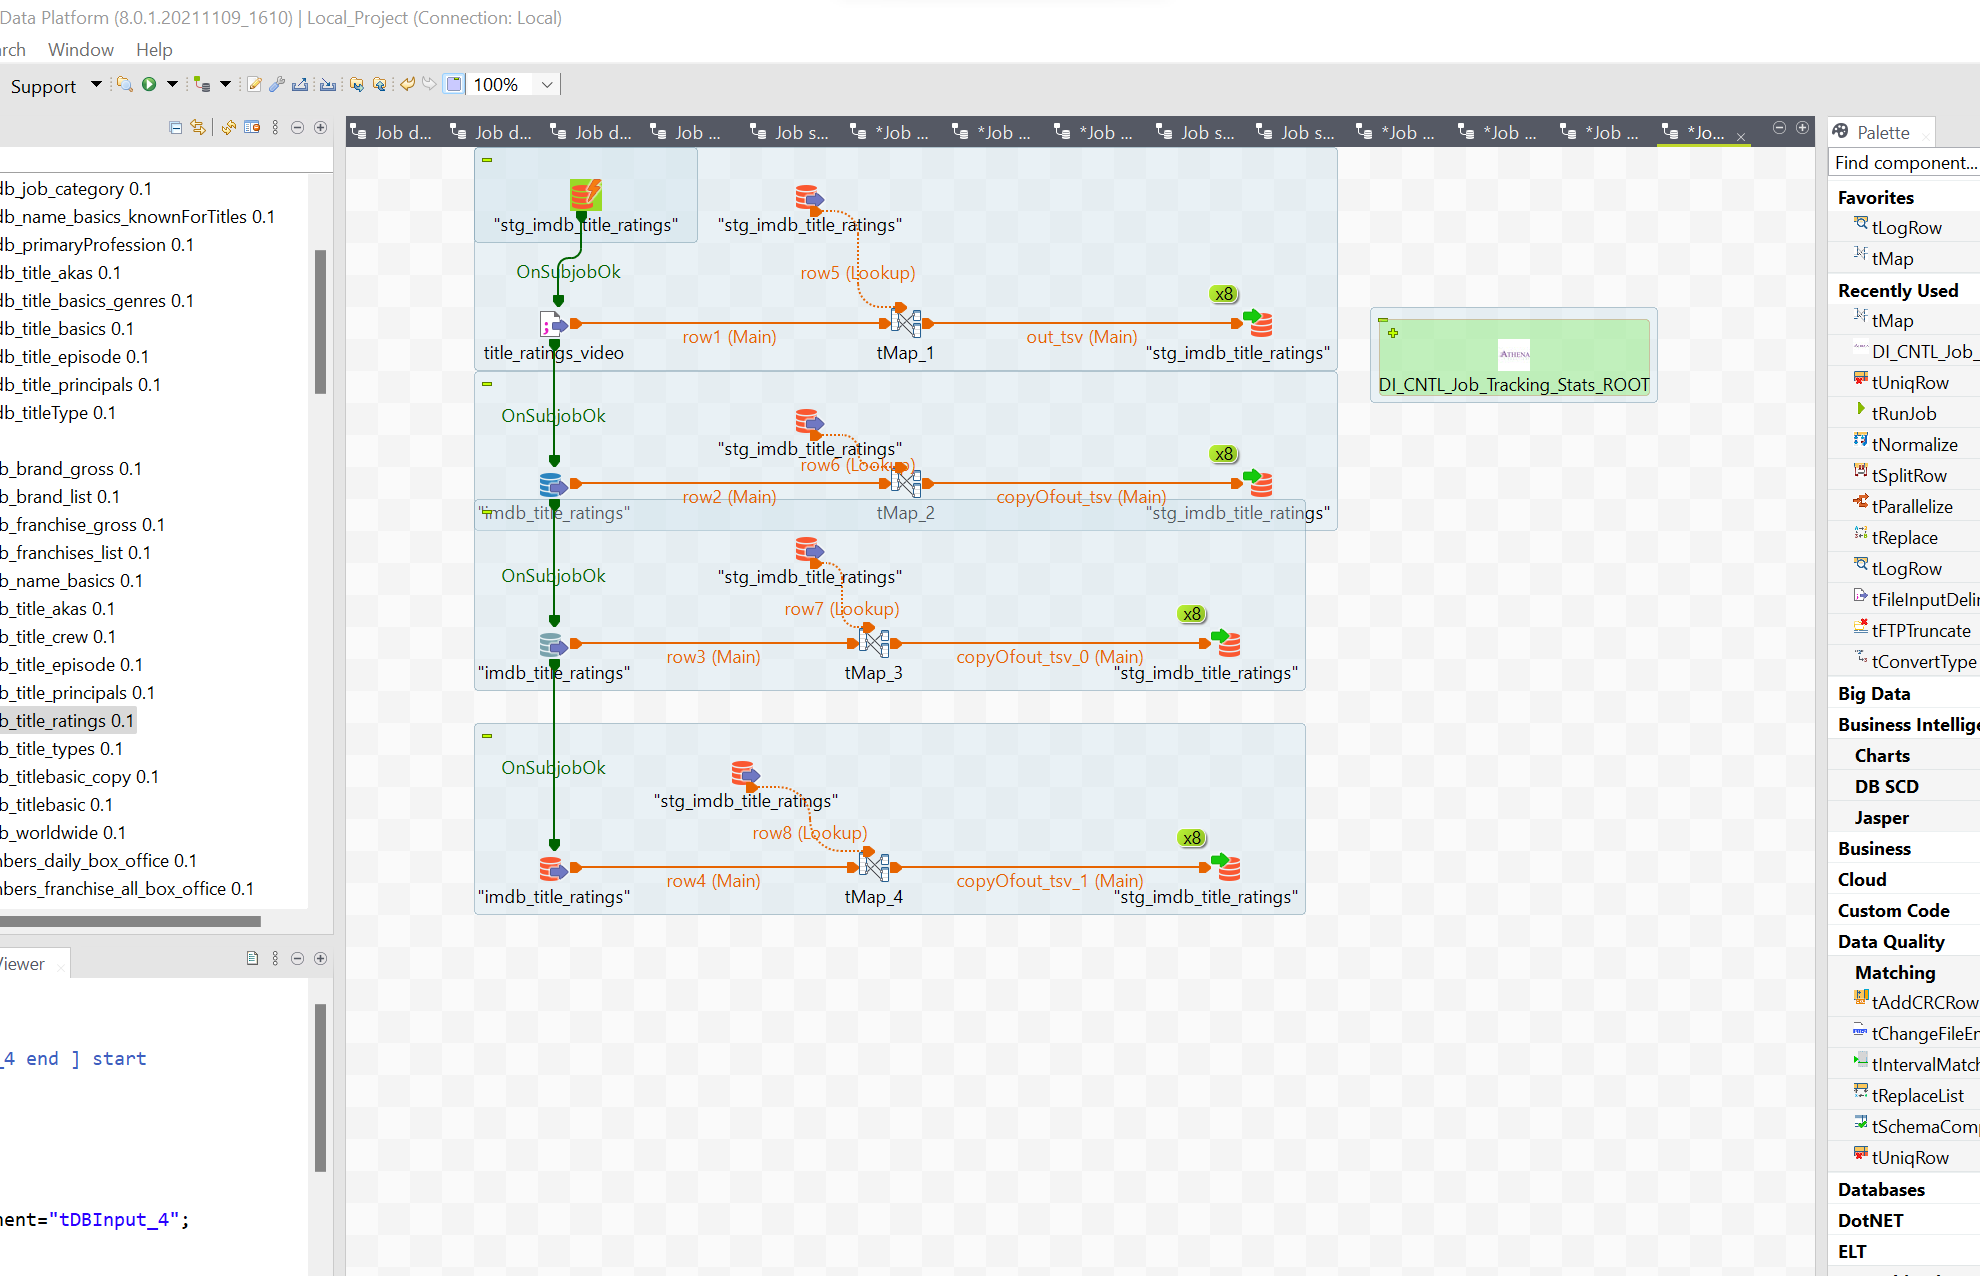 Data Platform (8.0.1.20211109_1610) | Local_Project (Connection: Local)
arch Window Help
Support 100%
Job d... Job d... Job d... Job ... Job s... *Job ... *Job ... *Job ... Job s... Job s... *Job ... *Job ... *Job ... *Jo...
db_job_category 0.1
db_name_basics_knownForTitles 0.1
db_primaryProfession 0.1
db_title_akas 0.1
db_title_basics_genres 0.1
db_title_basics 0.1
db_title_episode 0.1
db_title_principals 0.1
db_titleType 0.1
b_brand_gross 0.1
b_brand_list 0.1
b_franchise_gross 0.1
b_franchises_list 0.1
b_name_basics 0.1
b_title_akas 0.1
b_title_crew 0.1
b_title_episode 0.1
b_title_principals 0.1
b_title_ratings 0.1
b_title_types 0.1
b_titlebasic_copy 0.1
b_titlebasic 0.1
b_worldwide 0.1
mbers_daily_box_office 0.1
mbers_franchise_all_box_office 0.1
Viewer
_4 end ] start
nent="tDBInput_4";
"stg_imdb_title_ratings"
"stg_imdb_title_ratings"
OnSubjobOk
row5 (Lookup)
x8
row1 (Main)
out_tsv (Main)
title_ratings_video
tMap_1
"stg_imdb_title_ratings"
OnSubjobOk
"stg_imdb_title_ratings"
row6 (Lookup)
x8
row2 (Main)
copyOfout_tsv (Main)
"imdb_title_ratings"
tMap_2
"stg_imdb_title_ratings"
OnSubjobOk
"stg_imdb_title_ratings"
row7 (Lookup)
x8
row3 (Main)
copyOfout_tsv_0 (Main)
"imdb_title_ratings"
tMap_3
"stg_imdb_title_ratings"
OnSubjobOk
"stg_imdb_title_ratings"
row8 (Lookup)
x8
row4 (Main)
copyOfout_tsv_1 (Main)
"imdb_title_ratings"
tMap_4
"stg_imdb_title_ratings"
ATHENA
DI_CNTL_Job_Tracking_Stats_ROOT
Palette
Find component...
Favorites
tLogRow
tMap
Recently Used
tMap
DI_CNTL_Job_
tUniqRow
tRunJob
tNormalize
tSplitRow
tParallelize
tReplace
tLogRow
tFileInputDelin
tFTPTruncate
tConvertType
Big Data
Business Intellige
Charts
DB SCD
Jasper
Business
Cloud
Custom Code
Data Quality
Matching
tAddCRCRow
tChangeFileEn
tIntervalMatch
tReplaceList
tSchemaComp
tUniqRow
Databases
DotNET
ELT